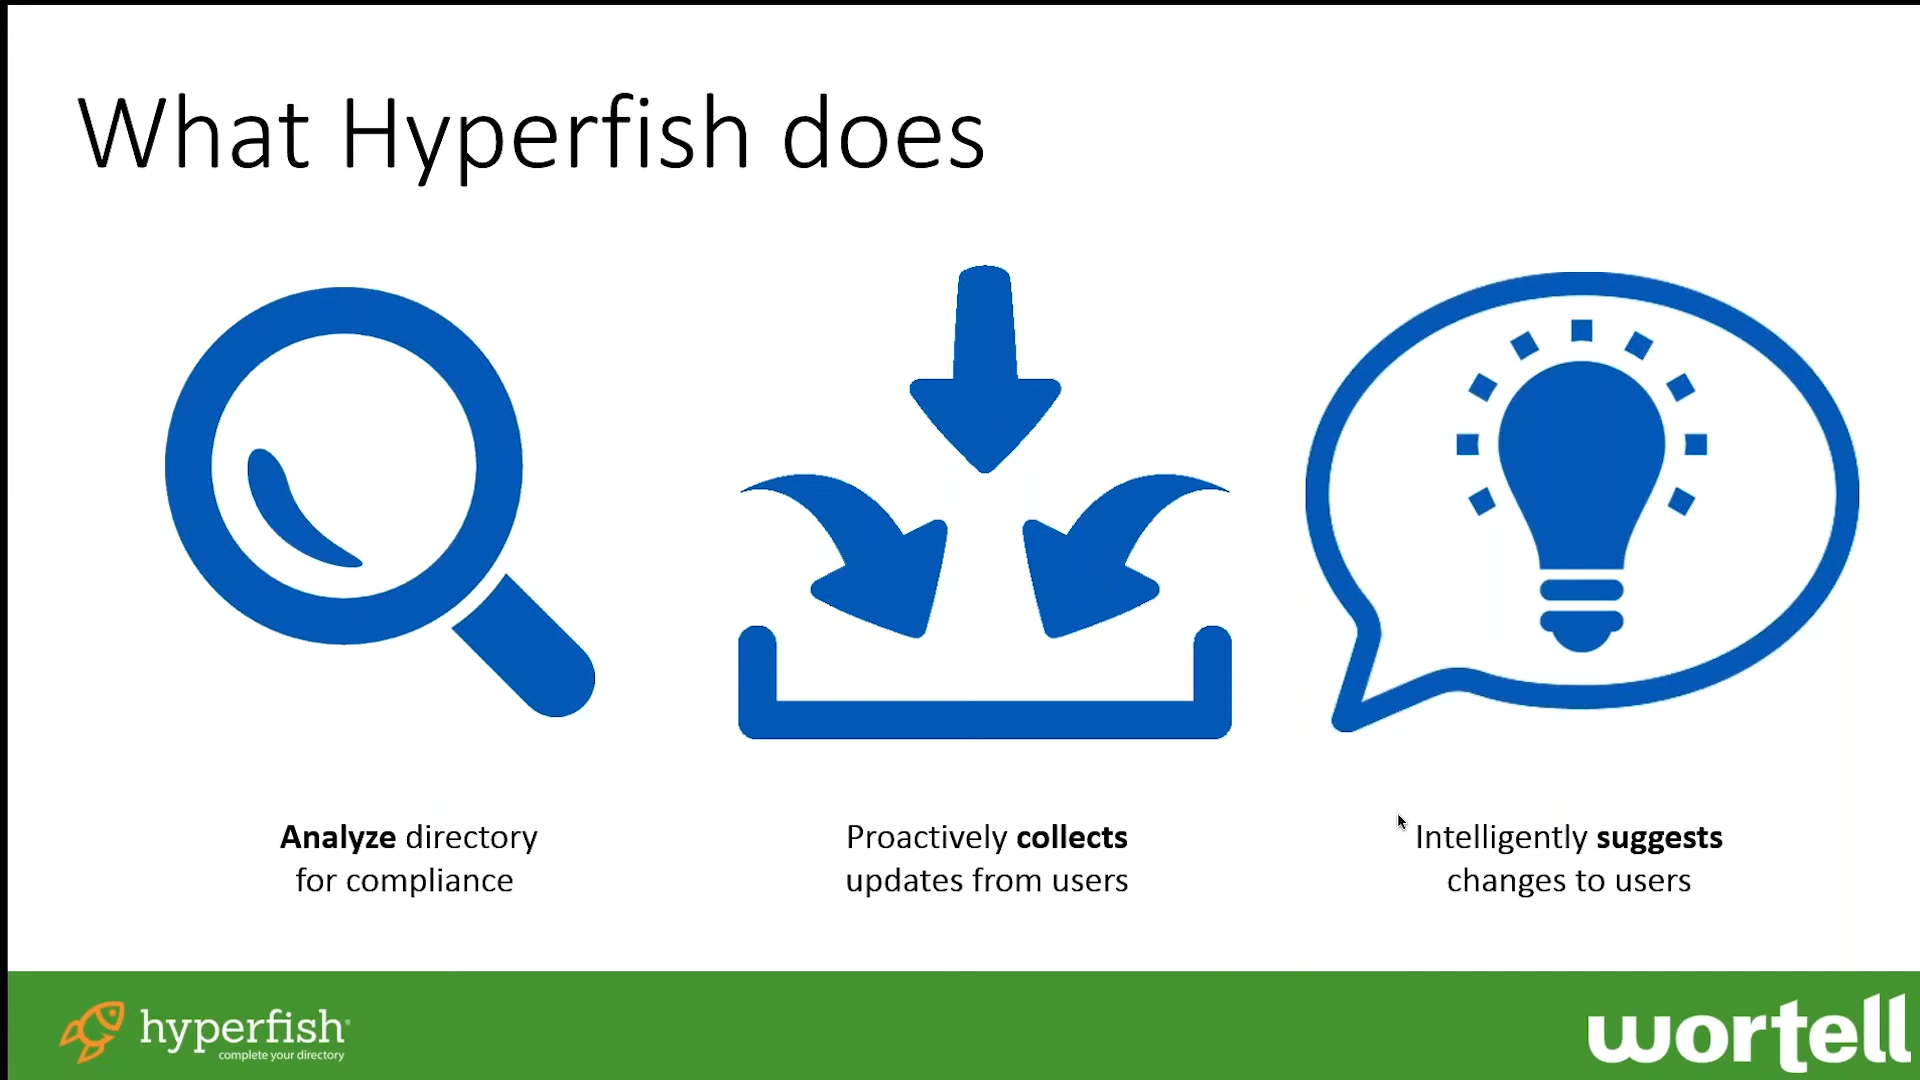 What Hyperfish does
Analyze directory
for compliance
Proactively collects
updates from users
Intelligently suggests
changes to users
hyperfish®
complete your directory
wortell